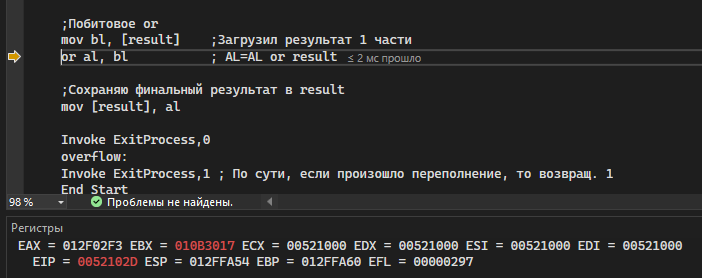 ;Побитовое or
mov bl, [result] ;Загрузил результат 1 части
or al, bl ; AL=AL or result ≤ 2 мс прошло
;Сохраняю финальный результат в result
mov [result], al
Invoke ExitProcess,0
overflow:
Invoke ExitProcess,1 ; По сути, если произошло переполнение, то возвращ. 1
End Start
98 % Проблемы не найдены.
Регистры
EAX = 012F02F3 EBX = 010B3017 ECX = 00521000 EDX = 00521000 ESI = 00521000 EDI = 00521000
EIP = 0052102D ESP = 012FFA54 EBP = 012FFA60 EFL = 00000297